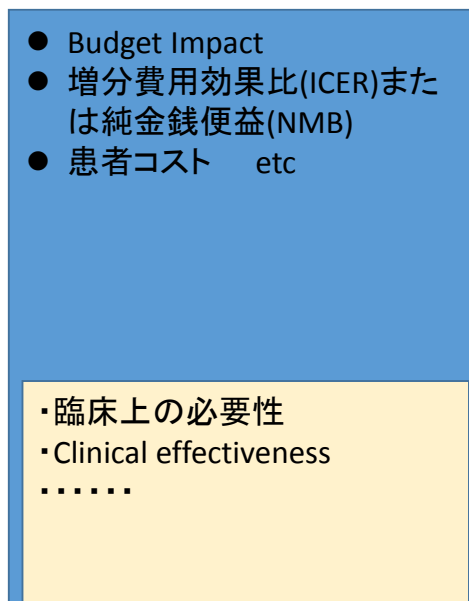 ● Budget Impact
● 増分費用効果比(ICER)また
は純金銭便益(NMB)
● 患者コスト etc
・臨床上の必要性
・Clinical effectiveness
・・・・・・